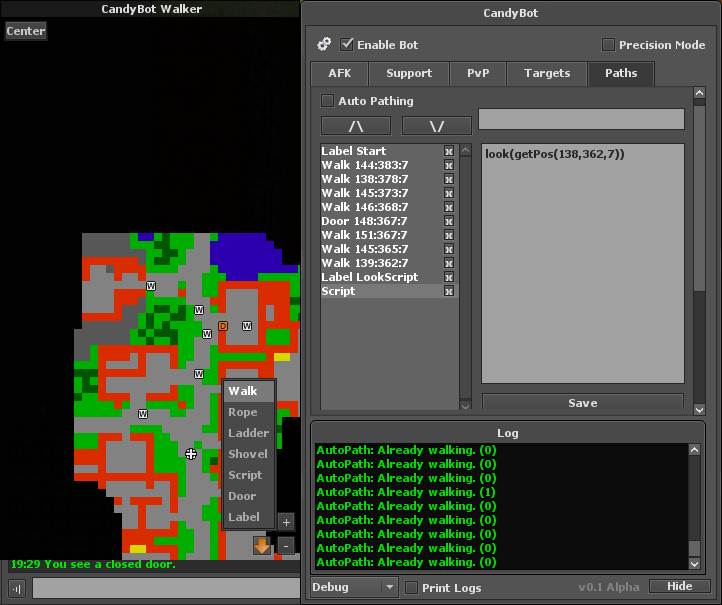 CandyBot Walker
Center
W
W
D
W
W
W
W
Walk
Rope
Ladder
Shovel
Script
Door
Label
+
-
19:29 You see a closed door.
CandyBot
Enable Bot
Precision Mode
AFK Support PvP Targets Paths
Auto Pathing
/\ \/
Label Start
Walk 144:383:7
Walk 138:378:7
Walk 145:373:7
Walk 146:368:7
Door 148:367:7
Walk 151:367:7
Walk 145:365:7
Walk 139:362:7
Label LookScript
Script
look(getPos(138,362,7))
Save
Log
AutoPath: Already walking. (0)
AutoPath: Already walking. (0)
AutoPath: Already walking. (0)
AutoPath: Already walking. (1)
AutoPath: Already walking. (0)
AutoPath: Already walking. (0)
AutoPath: Already walking. (0)
AutoPath: Already walking. (0)
AutoPath: Already walking. (0)
Debug Print Logs v0.1 Alpha Hide